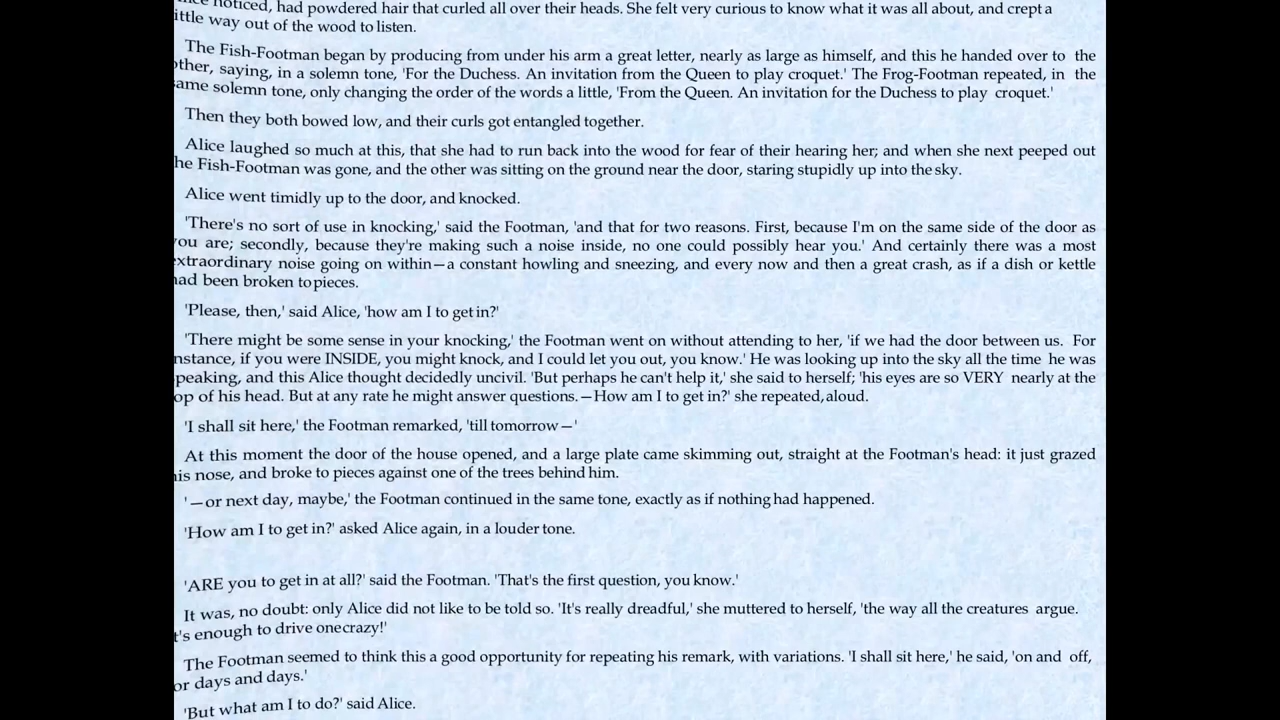 noticed, had powdered hair that curled all over their heads. She felt very curious to know what it was all about, and crept a
ittle way out of the wood to listen.
The Fish-Footman began by producing from under his arm a great letter, nearly as large as himself, and this he handed over to the
other, saying, in a solemn tone, 'For the Duchess. An invitation from the Queen to play croquet.' The Frog-Footman repeated, in the
ame solemn tone, only changing the order of the words a little, 'From the Queen. An invitation for the Duchess to play croquet.'
Then they both bowed low, and their curls got entangled together.
Alice laughed so much at this, that she had to run back into the wood for fear of their hearing her; and when she next peeped out
he Fish-Footman was gone, and the other was sitting on the ground near the door, staring stupidly up into the sky.
Alice went timidly up to the door, and knocked.
'There's no sort of use in knocking,' said the Footman, 'and that for two reasons. First, because I'm on the same side of the door as
you are; secondly, because they're making such a noise inside, no one could possibly hear you.' And certainly there was a most
extraordinary noise going on within—a constant howling and sneezing, and every now and then a great crash, as if a dish or kettle
had been broken to pieces.
'Please, then,' said Alice, 'how am I to get in?'
'There might be some sense in your knocking,' the Footman went on without attending to her, 'if we had the door between us. For
nstance, if you were INSIDE, you might knock, and I could let you out, you know.' He was looking up into the sky all the time he was
peaking, and this Alice thought decidedly uncivil. 'But perhaps he can't help it,' she said to herself; 'his eyes are so VERY nearly at the
op of his head. But at any rate he might answer questions.—How am I to get in?' she repeated, aloud.
'I shall sit here,' the Footman remarked, 'till tomorrow—'
At this moment the door of the house opened, and a large plate came skimming out, straight at the Footman's head: it just grazed
his nose, and broke to pieces against one of the trees behind him.
'—or next day, maybe,' the Footman continued in the same tone, exactly as if nothing had happened.
'How am I to get in?' asked Alice again, in a louder tone.
'ARE you to get in at all?' said the Footman. 'That's the first question, you know.'
It was, no doubt: only Alice did not like to be told so. 'It's really dreadful,' she muttered to herself, 'the way all the creatures argue.
t's enough to drive one crazy!'
The Footman seemed to think this a good opportunity for repeating his remark, with variations. 'I shall sit here,' he said, 'on and off,
or days and days.'
'But what am I to do?' said Alice.